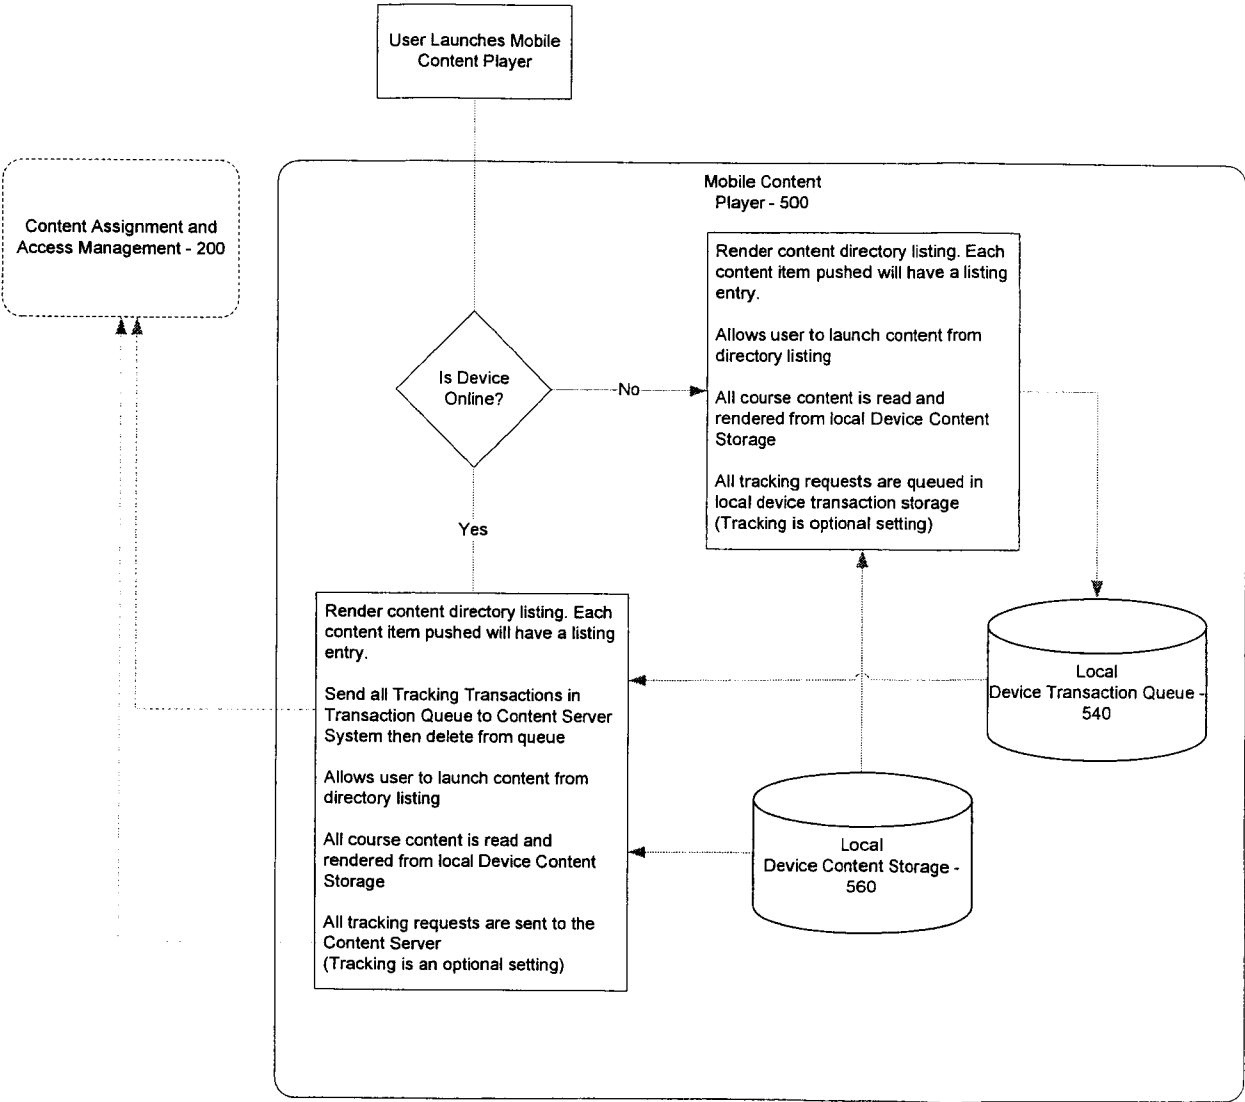 User Launches Mobile
Content Player
Content Assignment and
Access Management - 200
Mobile Content
Player - 500
Render content directory listing. Each
content item pushed will have a listing
entry.
Allows user to launch content from
directory listing
All course content is read and
rendered from local Device Content
Storage
All tracking requests are queued in
local device transaction storage
(Tracking is optional setting)
Is Device
Online?
No
Yes
Render content directory listing. Each
content item pushed will have a listing
entry.
Send all Tracking Transactions in
Transaction Queue to Content Server
System then delete from queue
Allows user to launch content from
directory listing
All course content is read and
rendered from local Device Content
Storage
All tracking requests are sent to the
Content Server
(Tracking is an optional setting)
Local
Device Transaction Queue -
540
Local
Device Content Storage -
560